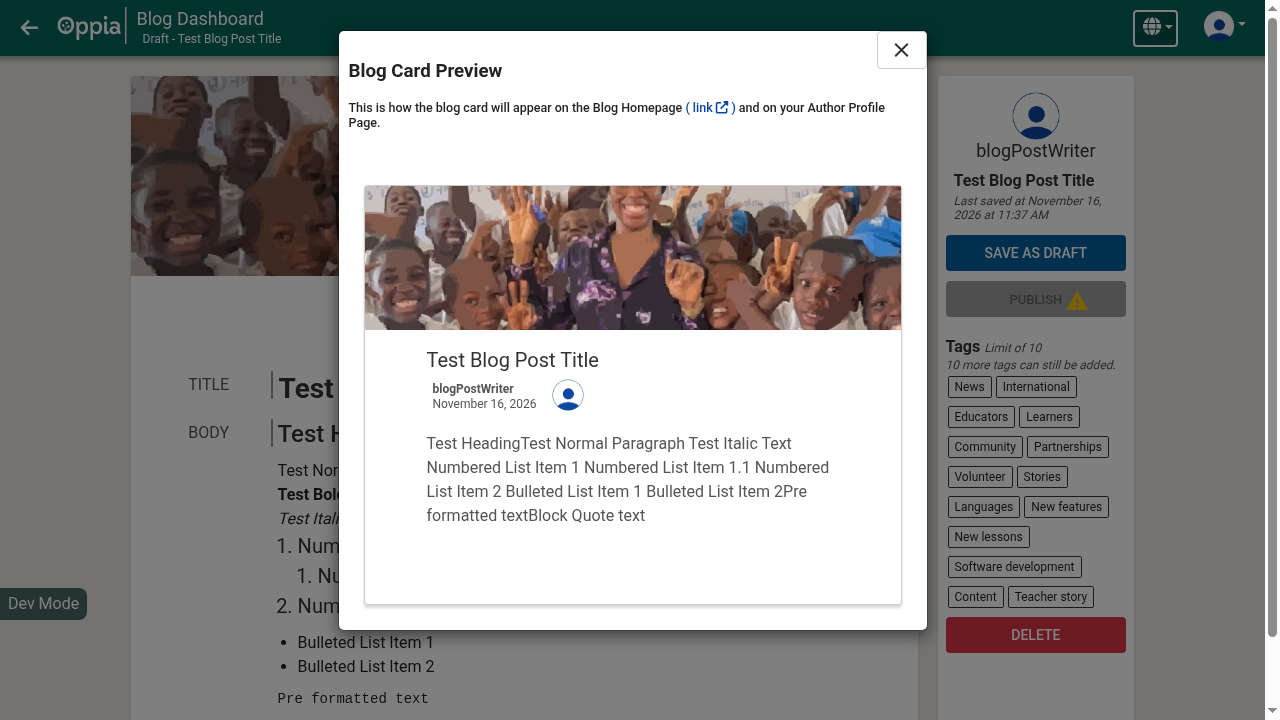 Oppia
Blog Dashboard
Draft - Test Blog Post Title
Blog Card Preview
This is how the blog card will appear on the Blog Homepage ( link ) and on your Author Profile
Page.
Test Blog Post Title
blogPostWriter
November 16, 2026
Test HeadingTest Normal Paragraph Test Italic Text
Numbered List Item 1 Numbered List Item 1.1 Numbered
List Item 2 Bulleted List Item 1 Bulleted List Item 2Pre
formatted textBlock Quote text
TITLE
Test
BODY
Test H
Test Nor
Test Bol
Test Itali
1. Num
1. Nu
2. Num
• Bulleted List Item 1
• Bulleted List Item 2
Pre formatted text
Dev Mode
blogPostWriter
Test Blog Post Title
Last saved at November 16,
2026 at 11:37 AM
SAVE AS DRAFT
PUBLISH
Tags Limit of 10
10 more tags can still be added.
News International
Educators Learners
Community Partnerships
Volunteer Stories
Languages New features
New lessons
Software development
Content Teacher story
DELETE